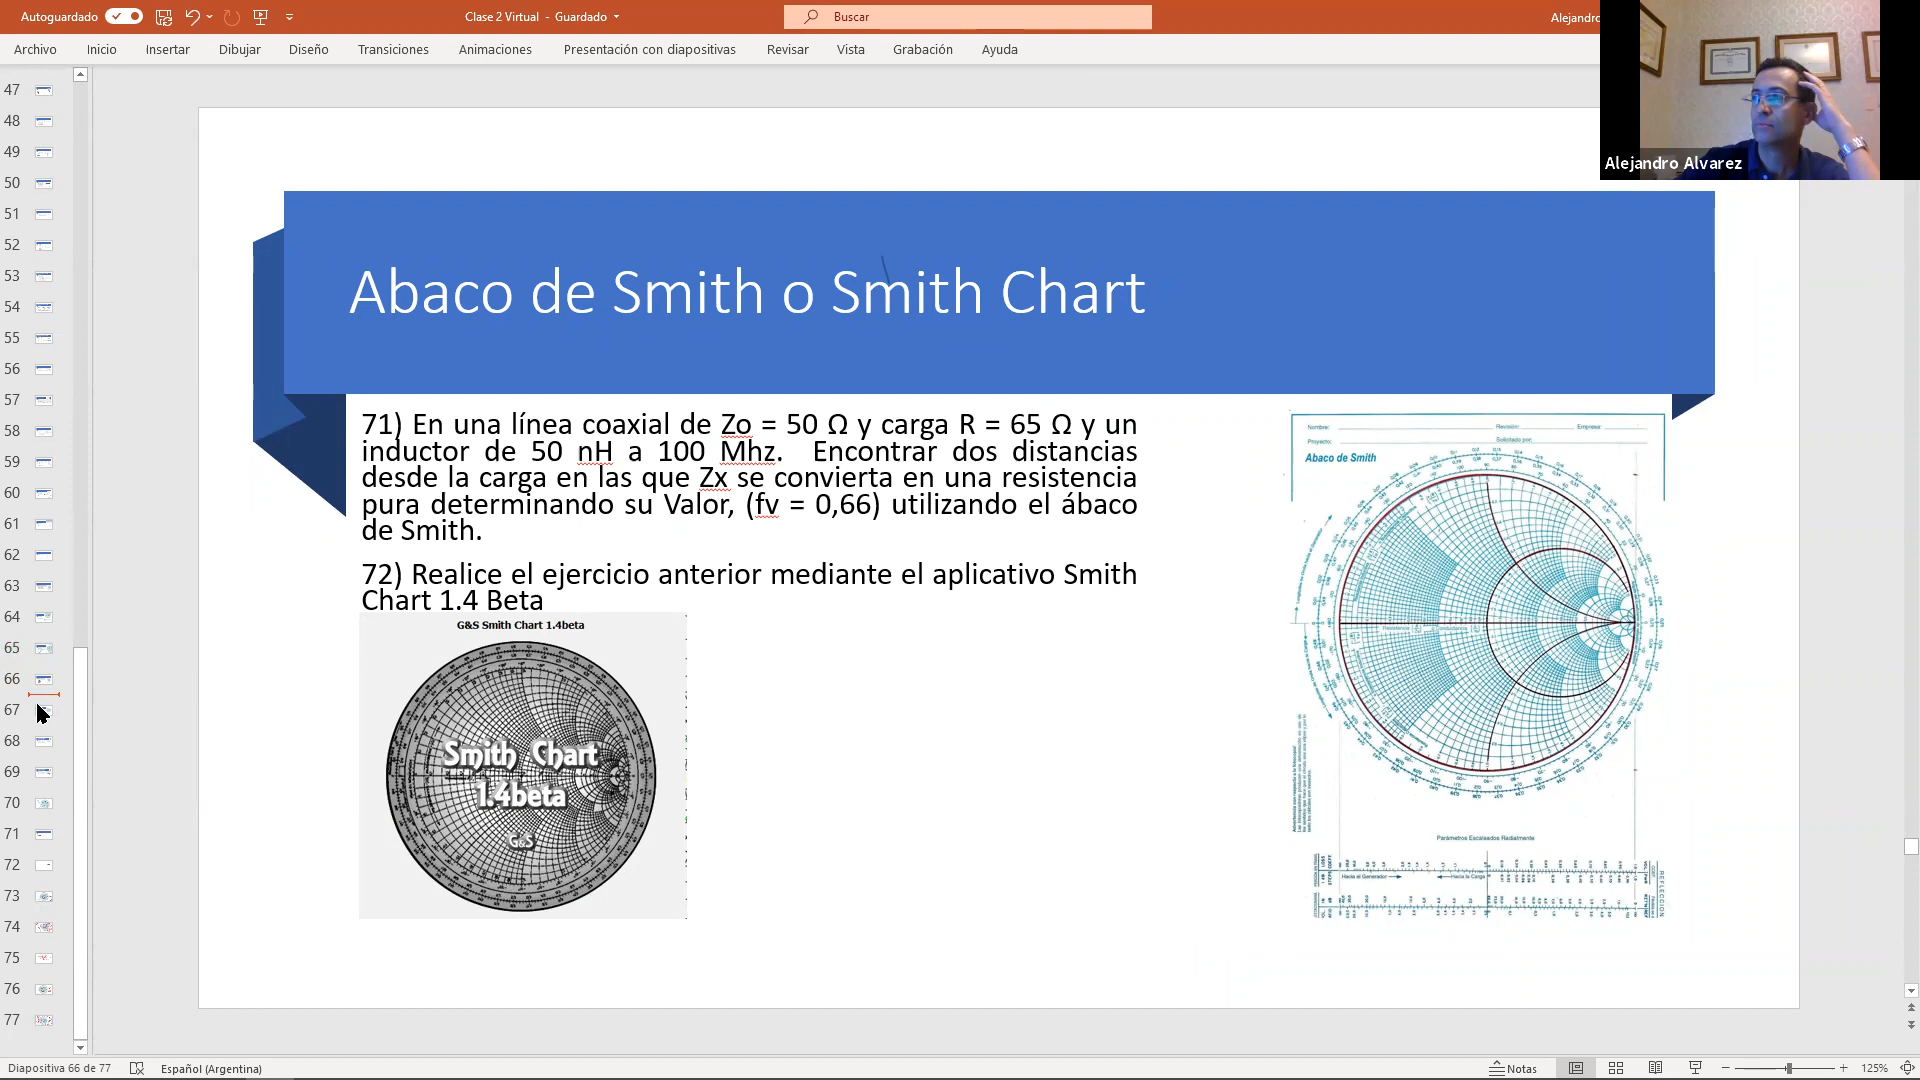 Autoguardado
Clase 2 Virtual - Guardado
Buscar
Alejandro
Archivo Inicio Insertar Dibujar Diseño Transiciones Animaciones Presentación con diapositivas Revisar Vista Grabación Ayuda
Alejandro Alvarez
47
48
49
50
51
52
53
54
55
56
57
58
59
60
61
62
63
64
65
66
67
68
69
70
71
72
73
74
75
76
77
Abaco de Smith o Smith Chart
71) En una línea coaxial de Zo = 50 Ω y carga R = 65 Ω y un
inductor de 50 nH a 100 Mhz. Encontrar dos distancias
desde la carga en las que Zx se convierta en una resistencia
pura determinando su Valor, (fv = 0,66) utilizando el ábaco
de Smith.
72) Realice el ejercicio anterior mediante el aplicativo Smith
Chart 1.4 Beta
G&S Smith Chart 1.4beta
Smith Chart
1.4beta
G&S
Nombre: Revisión: Empresa:
Proyecto: Solicitado por:
Abaco de Smith
Parámetros Escaleados Radialmente
Hacia el Generador Hacia la Carga
Diapositiva 66 de 77
Español (Argentina)
Notas
125%